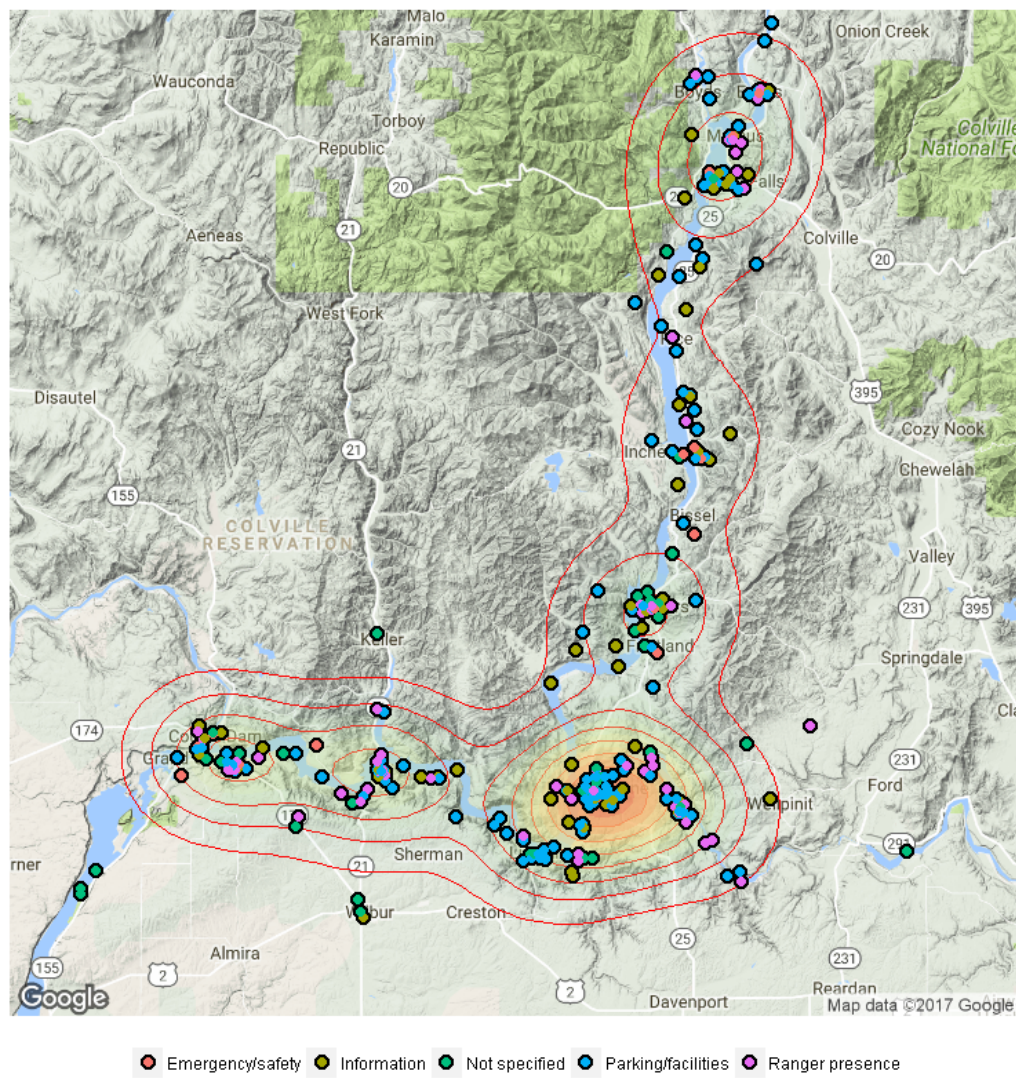 Malo
Karamin
Onion Creek
Wauconda
Torboy
Republic
Colville
National Fo
20
Falls
25
Aeneas
21
Colville
20
West Fork
Disautel
395
Cozy Nook
21
Chewelah
155
COLVILLE
RESERVATION
Bissel
Valley
231
395
Keller
Springdale
174
231
Ford
Sherman
21
291
Wilbur
Creston
25
Almira
155
2
231
2
Reardan
Davenport
Google
Map data ©2017 Google
Emergency/safety
Information
Not specified
Parking/facilities
Ranger presence